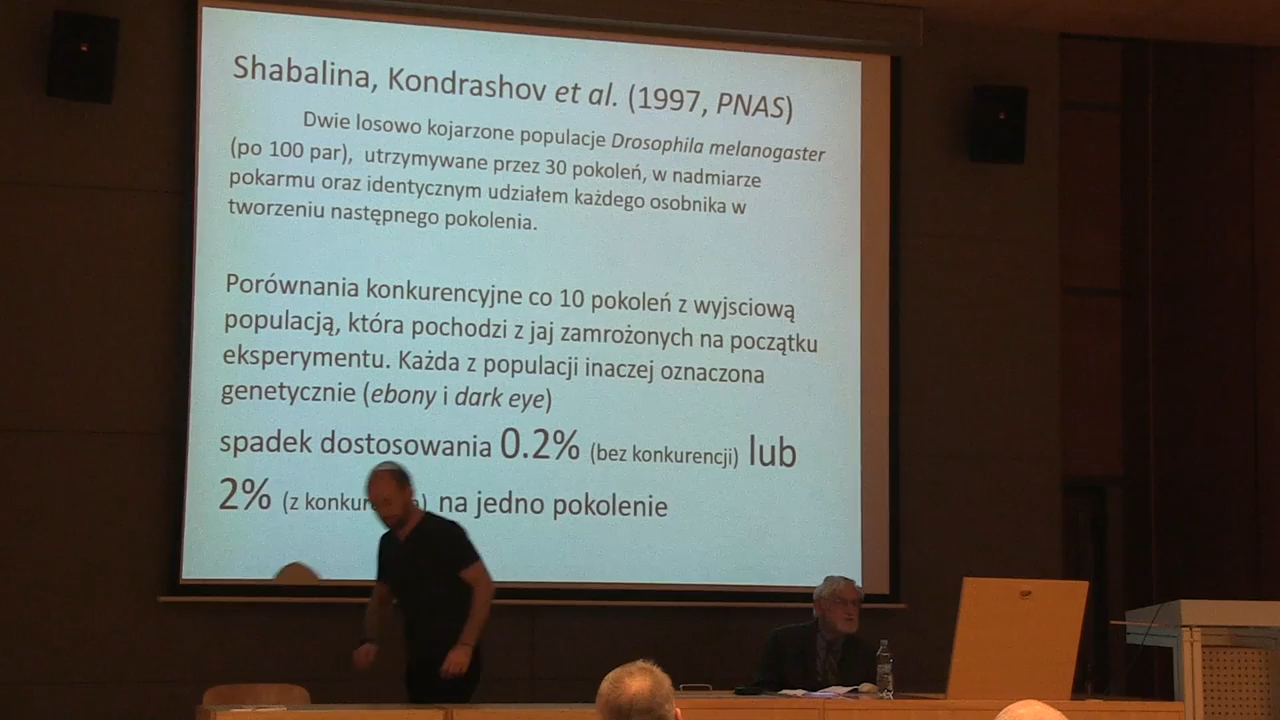 Shabalina, Kondrashov et al. (1997, PNAS)
Dwie losowo kojarzone populacje Drosophila melanogaster
(po 100 par), utrzymywane przez 30 pokoleń, w nadmiarze
pokarmu oraz identycznym udziałem każdego osobnika w
tworzeniu następnego pokolenia.
Porównania konkurencyjne co 10 pokoleń z wyjsciową
populacją, która pochodzi z jaj zamrożonych na początku
eksperymentu. Każda z populacji inaczej oznaczona
genetycznie (ebony i dark eye)
spadek dostosowania 0.2% (bez konkurencji) lub
2% (z na jedno pokolenie